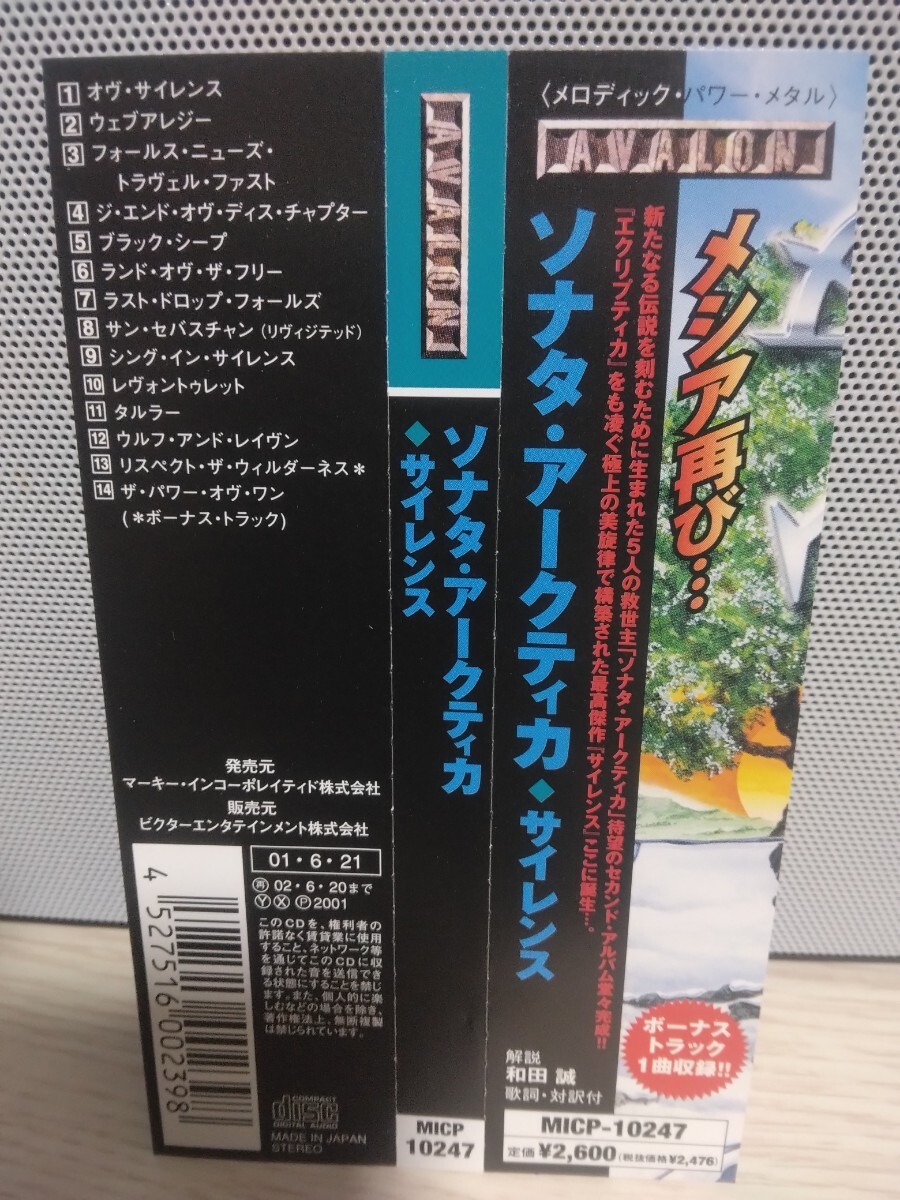 1 オヴ・サイレンス
2 ウェブアレジー
3 フォールス・ニューズ・
トラヴェル・ファスト
4 ジ・エンド・オヴ・ディス・チャプター
5 ブラック・シープ
6 ランド・オヴ・ザ・フリー
7 ラスト・ドロップ・フォールズ
8 サン・セバスチャン (リヴィジテッド)
9 シング・イン・サイレンス
10 レヴォントゥレット
11 タルラー
12 ウルフ・アンド・レイヴン
13 リスペクト・ザ・ウィルダーネス*
14 ザ・パワー・オヴ・ワン
(*ボーナス・トラック)
発売元
マーキー・インコーポレイティド株式会社
販売元
ビクターエンタテインメント株式会社
4 527516 002398
01・6・21
再 02・6・20まで
Y X P 2001
このCDを、権利者の
許諾なく賃貸業に使用
すること、ネットワーク等
を通じてこのCDに収
録された音を送信でき
る状態にすることを禁じ
ます。また、個人的に楽
しむなどの場合を除き、
著作権法上、無断複製
は禁じられています。
COMPACT
disc
DIGITAL AUDIO
MADE IN JAPAN
STEREO
AVALON
ソナタ・アークティカ
◆サイレンス
MICP
10247
〈メロディック・パワー・メタル〉
AVALON
メシア再び…
新たなる伝説を刻むために生まれた5人の救世主「ソナタ・アークティカ」待望のセカンド・アルバム堂々完成!!
『エクリプティカ』をも凌ぐ極上の美旋律で構築された最高傑作『サイレンス』ここに誕生…。
ソナタ・アークティカ◆サイレンス
ボーナス
トラック
1曲収録!!
解説
和田 誠
歌詞・対訳付
MICP-10247
定価 ¥2,600 (税抜価格¥2,476)